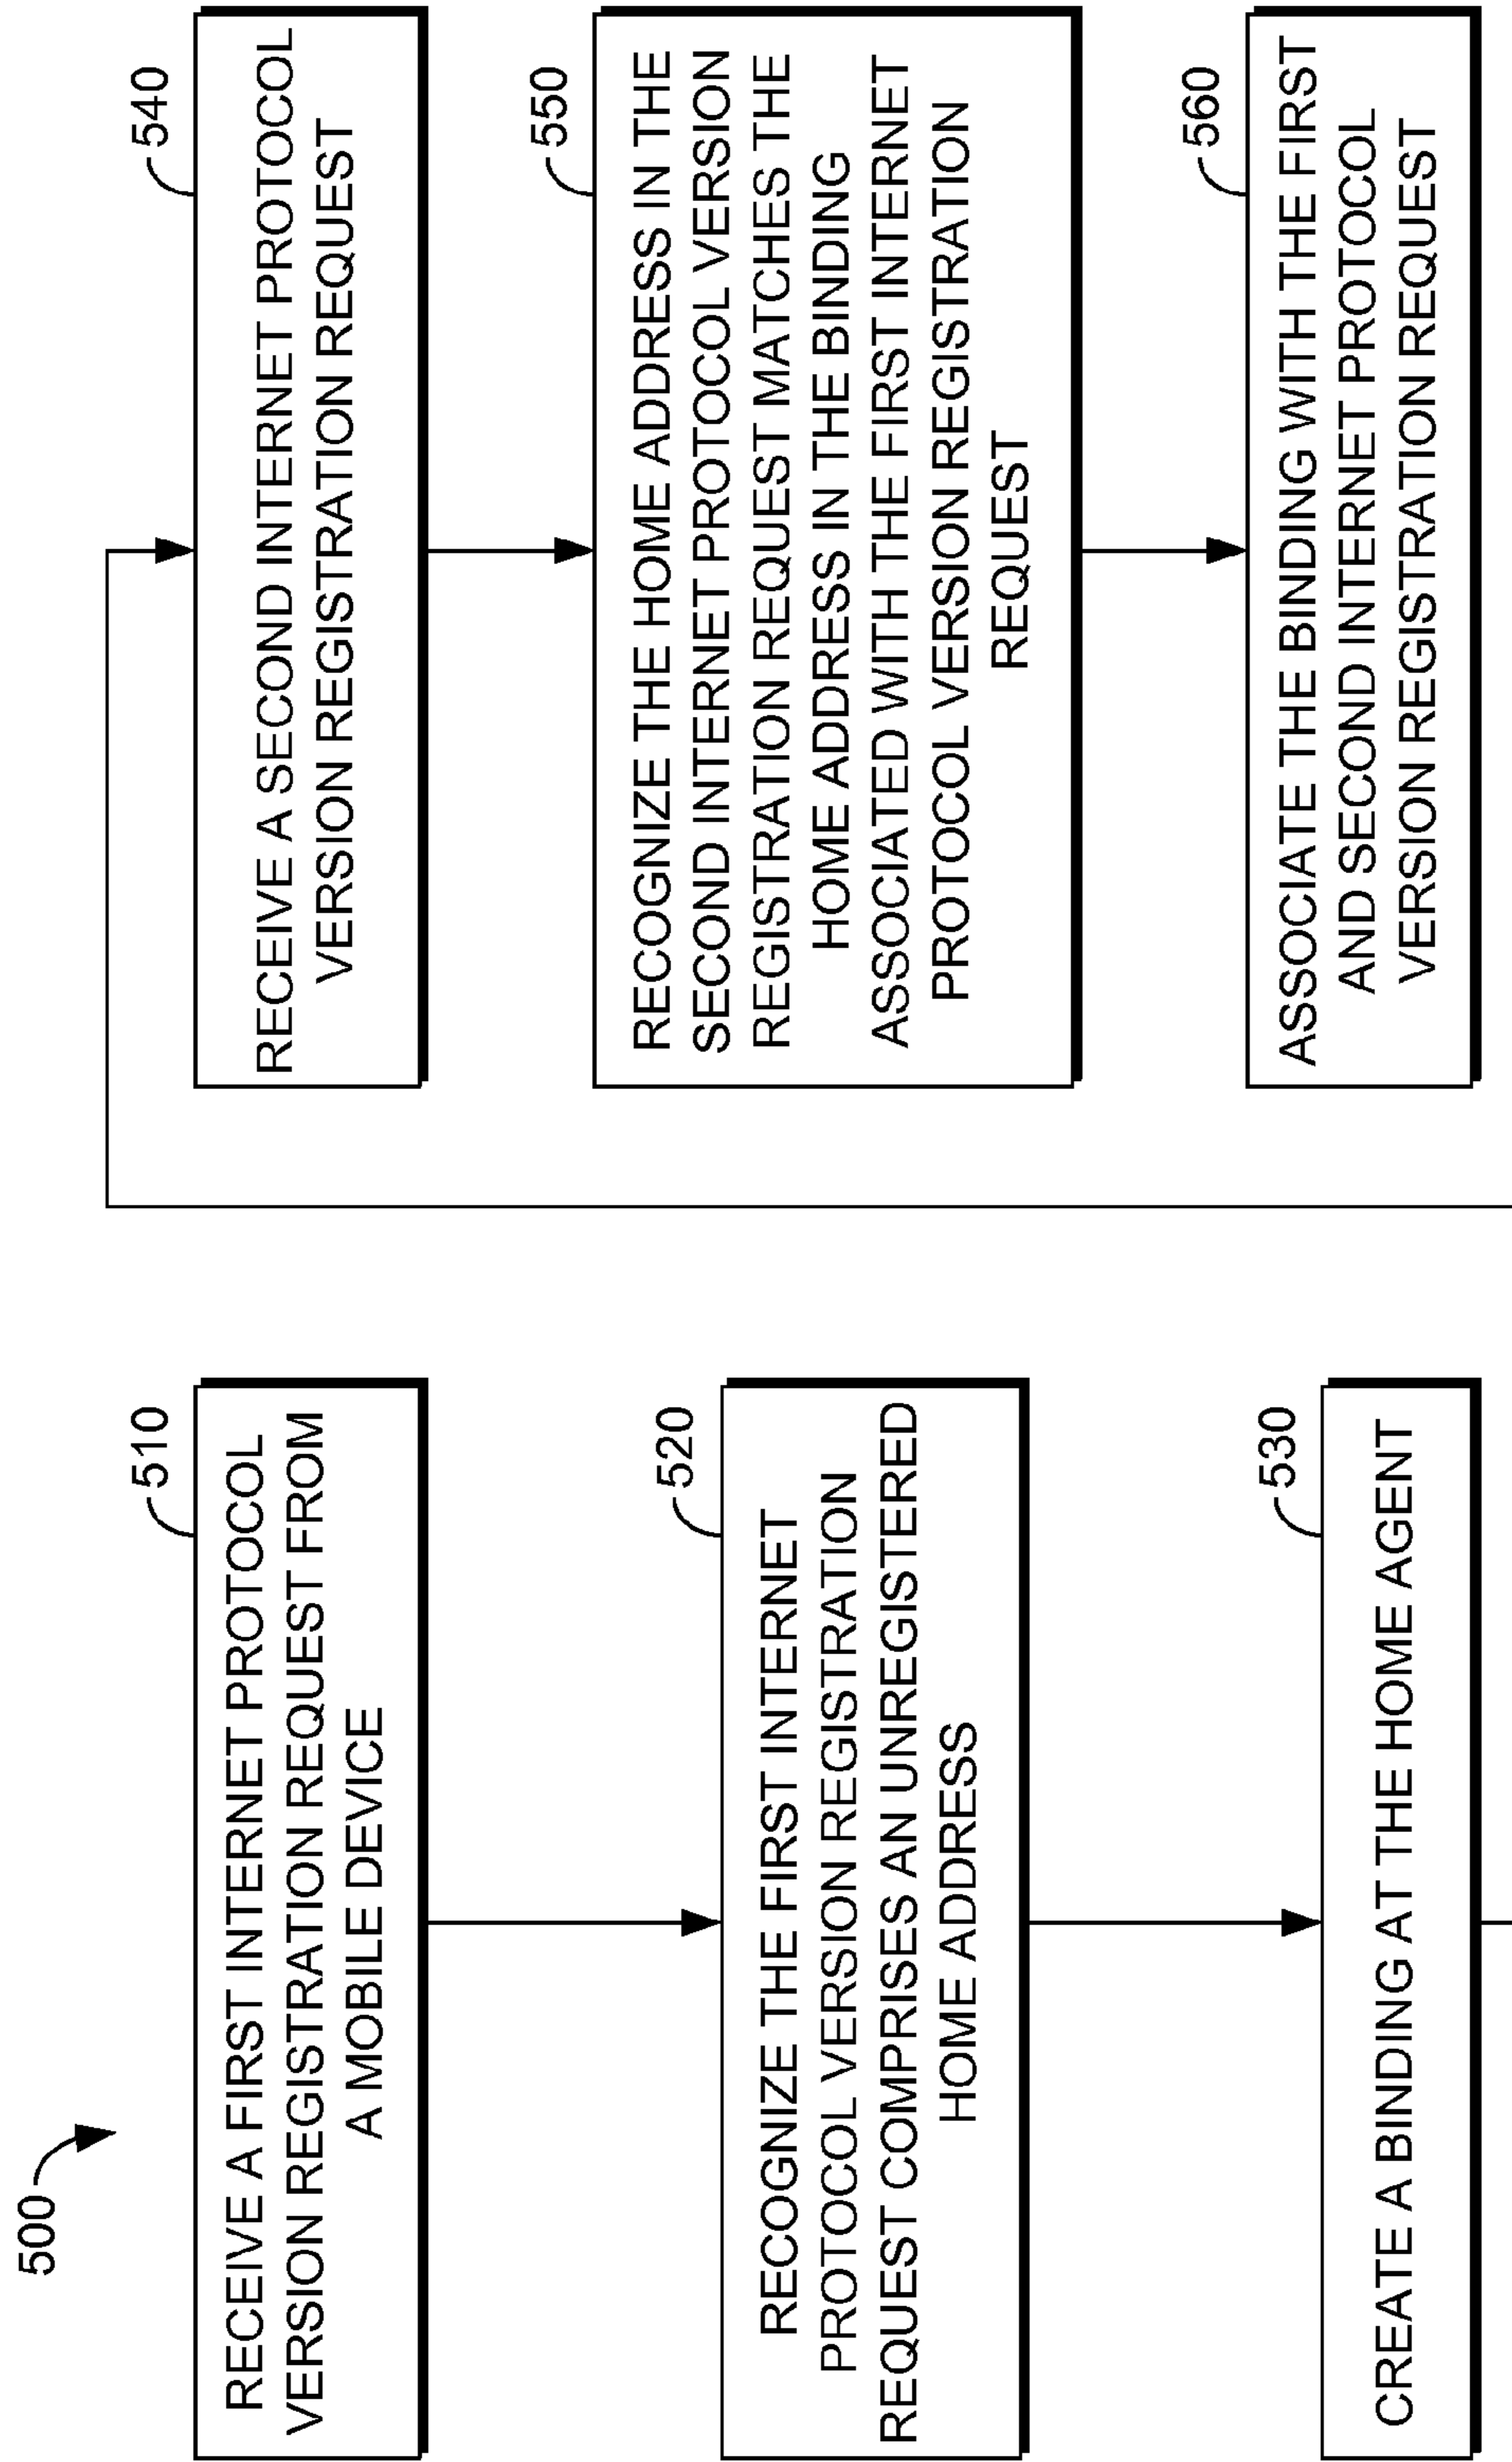 500
510
RECEIVE A FIRST INTERNET PROTOCOL
VERSION REGISTRATION REQUEST FROM
A MOBILE DEVICE
520
RECOGNIZE THE FIRST INTERNET
PROTOCOL VERSION REGISTRATION
REQUEST COMPRISES AN UNREGISTERED
HOME ADDRESS
530
CREATE A BINDING AT THE HOME AGENT
540
RECEIVE A SECOND INTERNET PROTOCOL
VERSION REGISTRATION REQUEST
550
RECOGNIZE THE HOME ADDRESS IN THE
SECOND INTERNET PROTOCOL VERSION
REGISTRATION REQUEST MATCHES THE
HOME ADDRESS IN THE BINDING
ASSOCIATED WITH THE FIRST INTERNET
PROTOCOL VERSION REGISTRATION
REQUEST
560
ASSOCIATE THE BINDING WITH THE FIRST
AND SECOND INTERNET PROTOCOL
VERSION REGISTRATION REQUEST